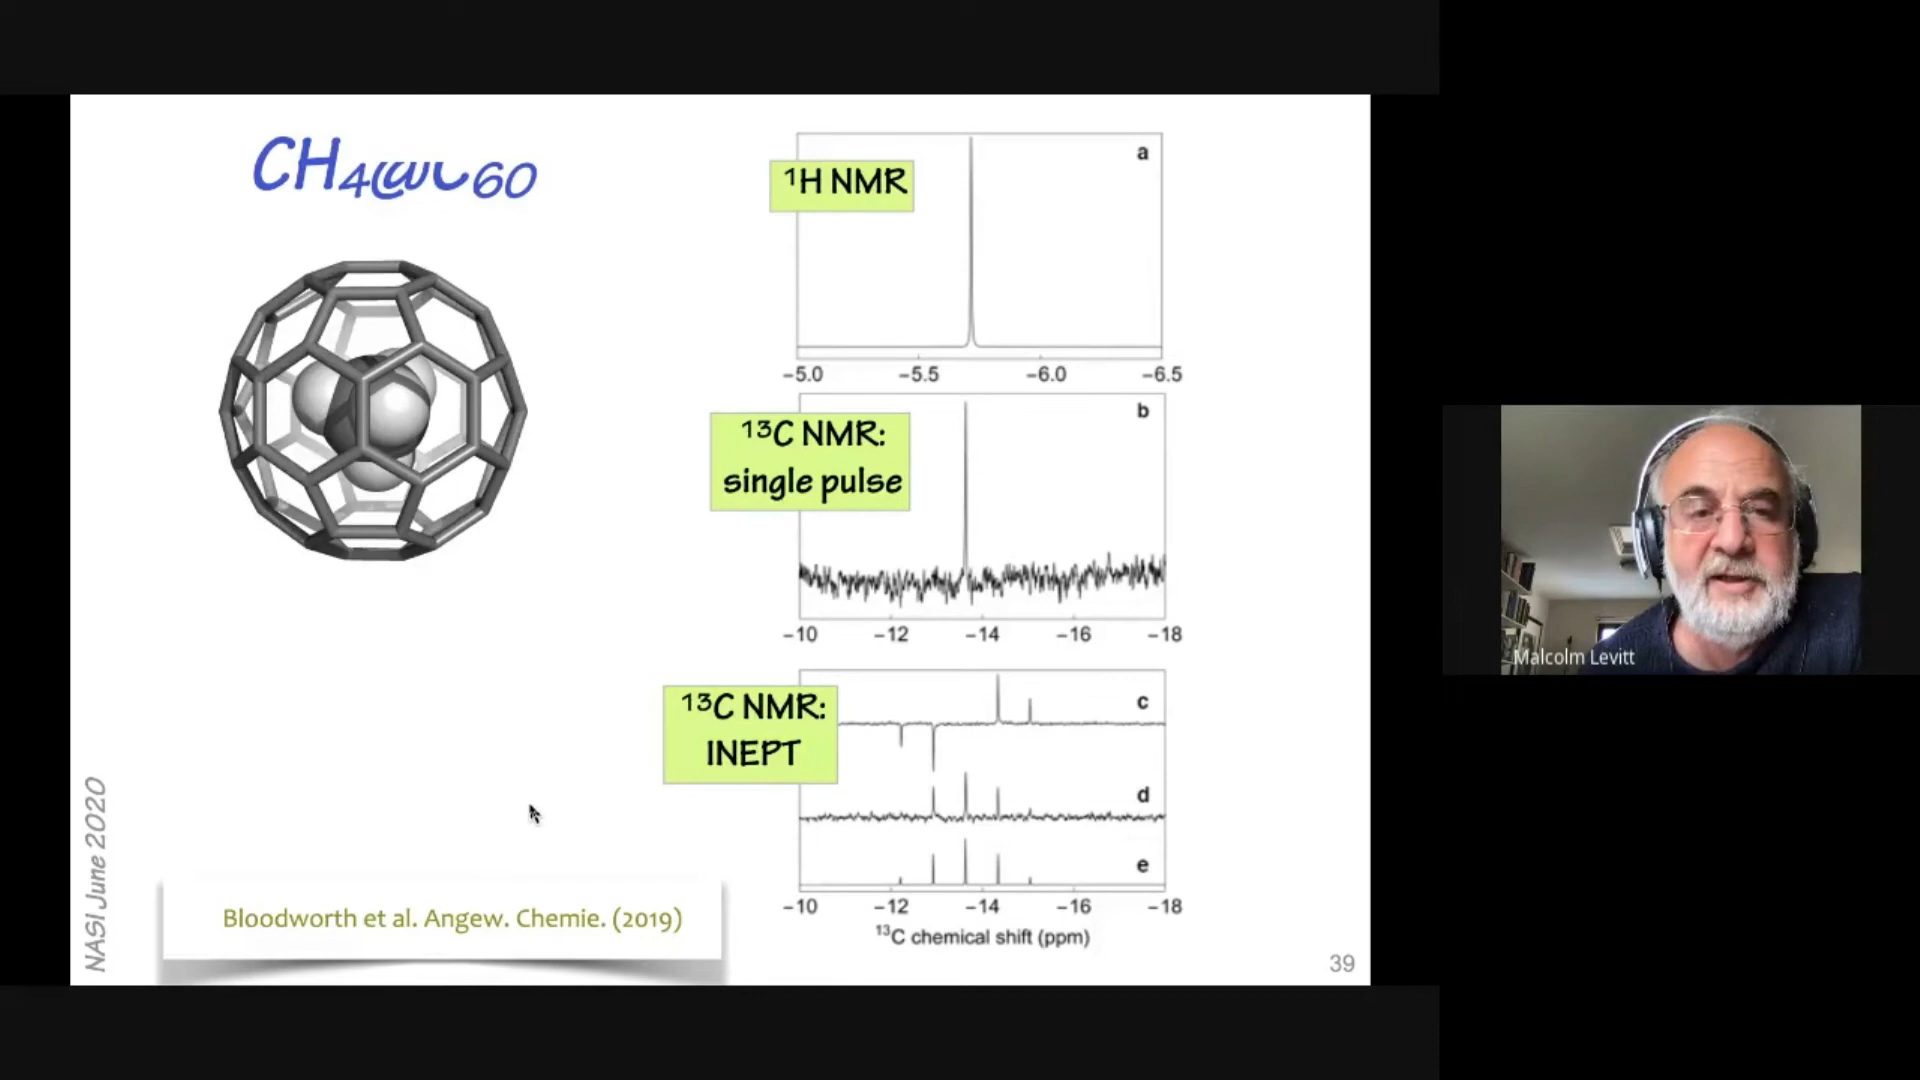 CH4@C60
1H NMR
a
−5.0 −5.5 −6.0 −6.5
13C NMR:
single pulse
b
−10 −12 −14 −16 −18
13C NMR:
INEPT
c
d
e
−10 −12 −14 −16 −18
13C chemical shift (ppm)
Bloodworth et al. Angew. Chemie. (2019)
NASI June 2020
39
Malcolm Levitt